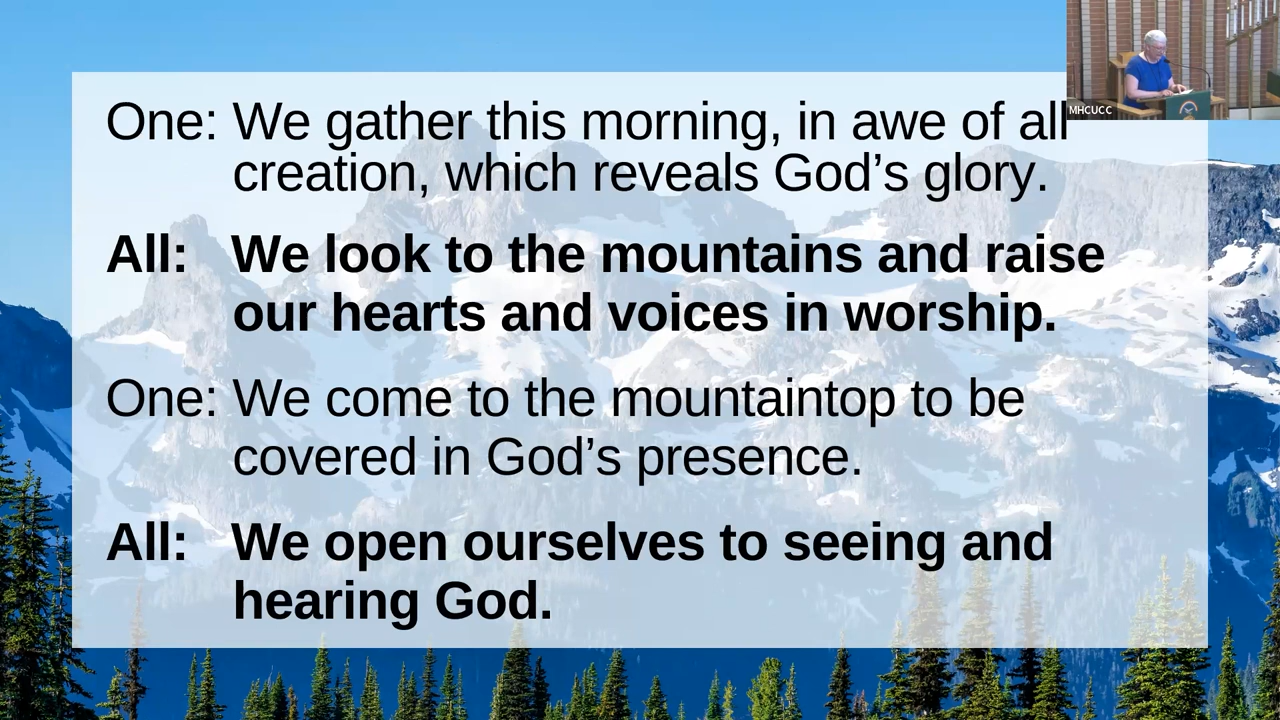 One: We gather this morning, in awe of all
creation, which reveals God’s glory.
All: We look to the mountains and raise
our hearts and voices in worship.
One: We come to the mountaintop to be
covered in God’s presence.
All: We open ourselves to seeing and
hearing God.
MHCUCC